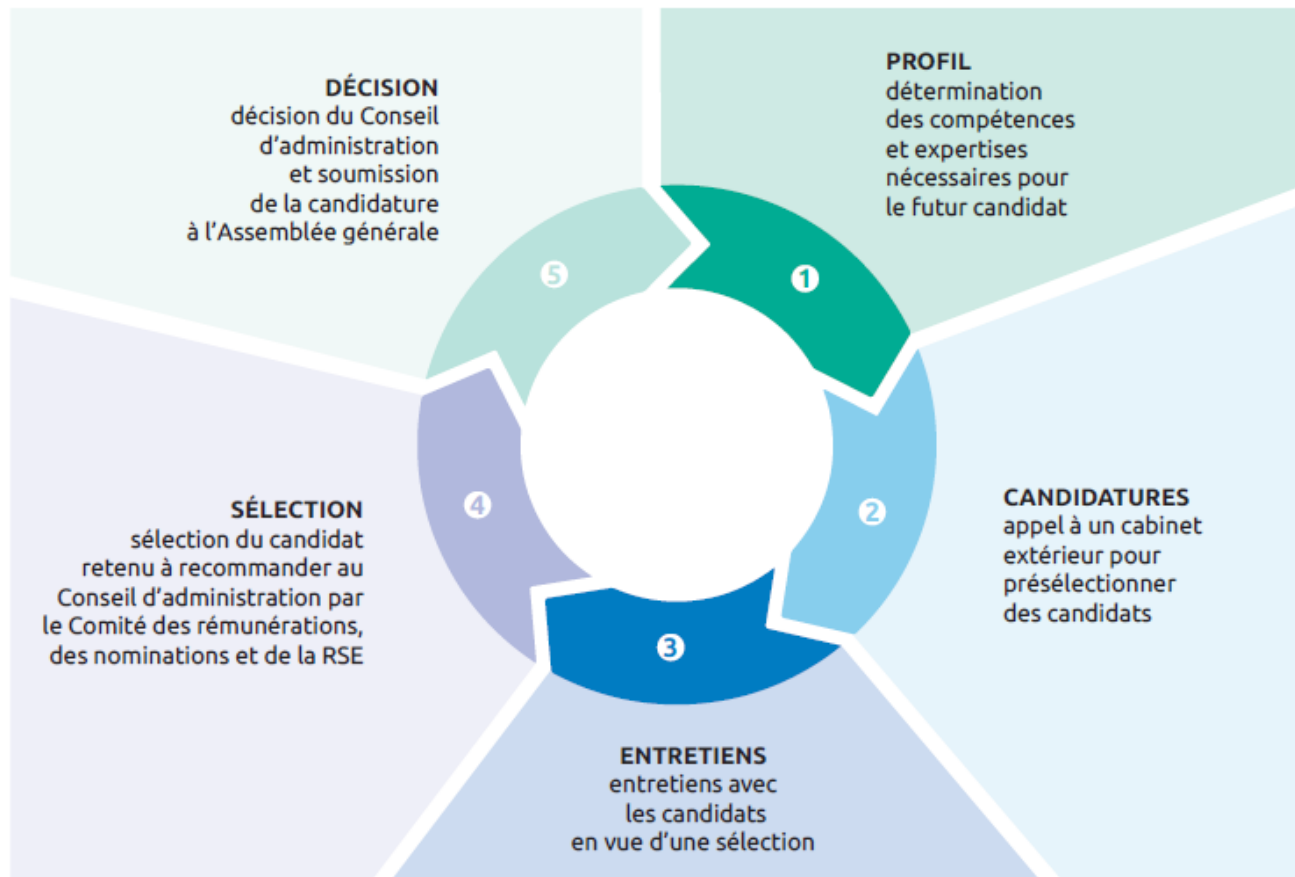 PROFIL
détermination
des compétences
et expertises
nécessaires pour
le futur candidat
1
CANDIDATURES
appel à un cabinet
extérieur pour
présélectionner
des candidats
2
ENTRETIENS
entretiens avec
les candidats
en vue d’une sélection
3
SÉLECTION
sélection du candidat
retenu à recommander au
Conseil d’administration par
le Comité des rémunérations,
des nominations et de la RSE
4
DÉCISION
décision du Conseil
d’administration
et soumission
de la candidature
à l’Assemblée générale
5